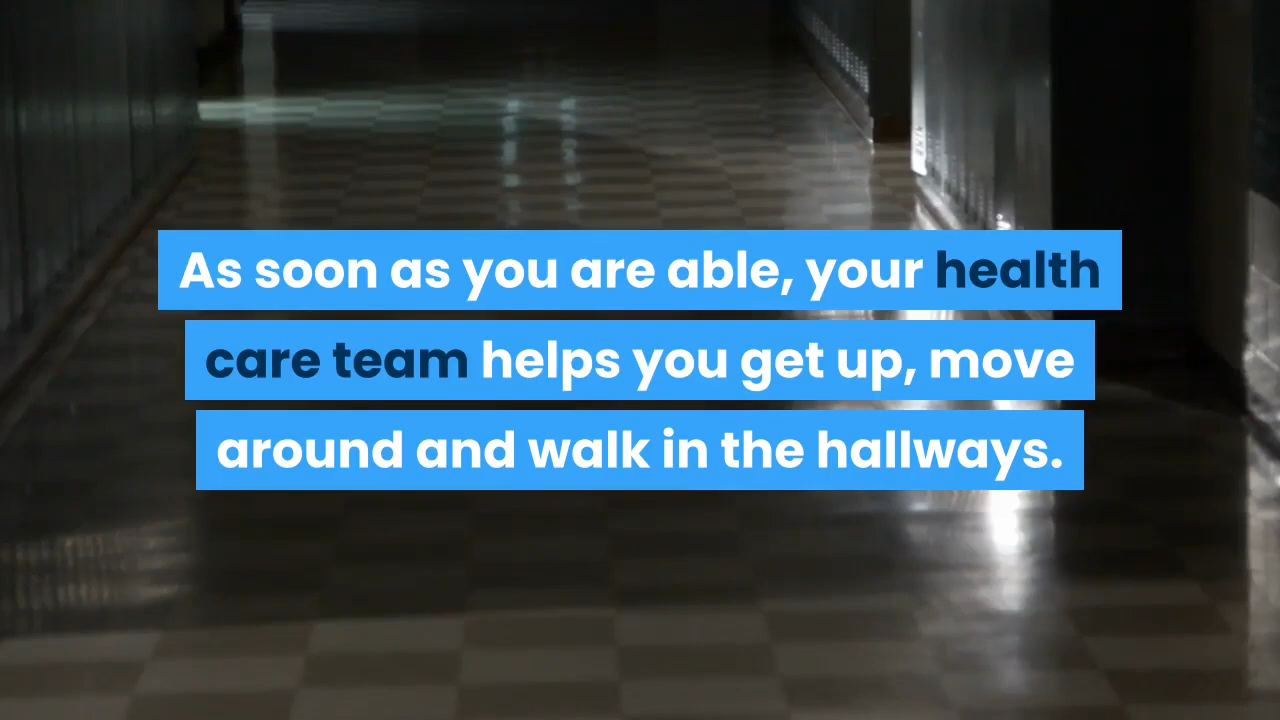 As soon as you are able, your health
care team helps you get up, move
around and walk in the hallways.